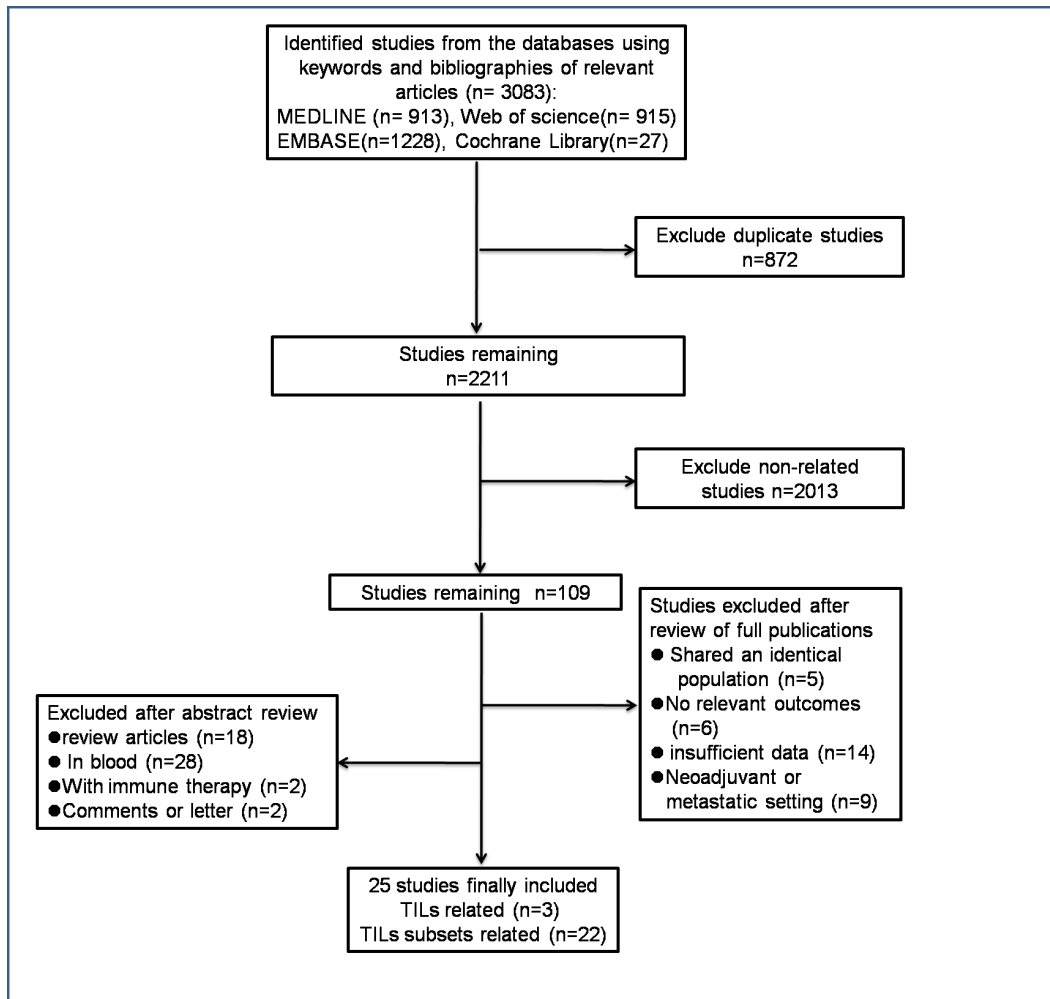 Identified studies from the databases using
keywords and bibliographies of relevant
articles (n= 3083):
MEDLINE (n= 913), Web of science(n= 915)
EMBASE(n=1228), Cochrane Library(n=27)
Exclude duplicate studies
n=872
Studies remaining
n=2211
Exclude non-related
studies n=2013
Studies remaining n=109
Studies excluded after
review of full publications
● Shared an identical
population (n=5)
●No relevant outcomes
(n=6)
● insufficient data (n=14)
●Neoadjuvant or
metastatic setting (n=9)
Excluded after abstract review
●review articles (n=18)
● In blood (n=28)
●With immune therapy (n=2)
●Comments or letter (n=2)
25 studies finally included
TILs related (n=3)
TILs subsets related (n=22)